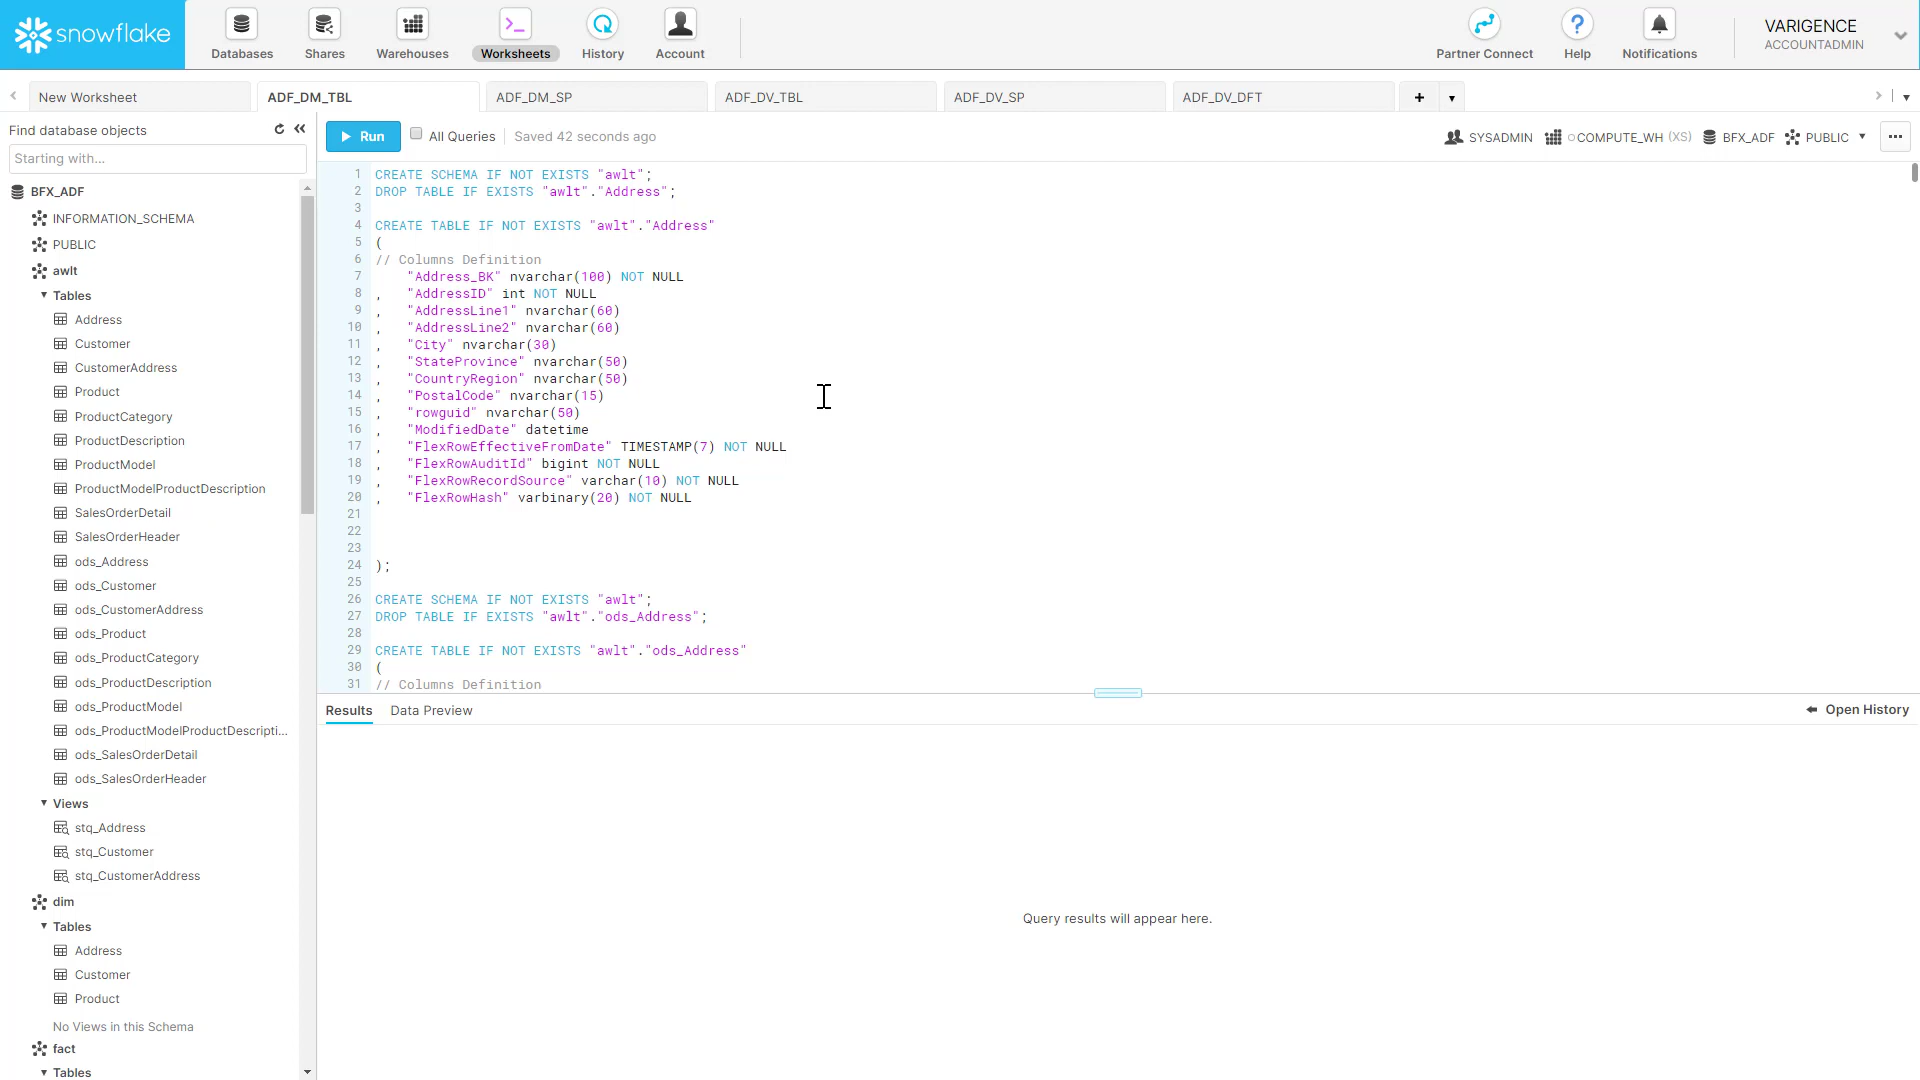 snowflake
Databases
Shares
Warehouses
Worksheets
History
Account
Partner Connect
Help
Notifications
VARIGENCE
ACCOUNTADMIN
New Worksheet
ADF_DM_TBL
ADF_DM_SP
ADF_DV_TBL
ADF_DV_SP
ADF_DV_DFT
+
Find database objects
Starting with...
Run
All Queries
Saved 42 seconds ago
SYSADMIN
COMPUTE_WH (XS)
BFX_ADF
PUBLIC
BFX_ADF
INFORMATION_SCHEMA
PUBLIC
awlt
Tables
Address
Customer
CustomerAddress
Product
ProductCategory
ProductDescription
ProductModel
ProductModelProductDescription
SalesOrderDetail
SalesOrderHeader
ods_Address
ods_Customer
ods_CustomerAddress
ods_Product
ods_ProductCategory
ods_ProductDescription
ods_ProductModel
ods_ProductModelProductDescripti...
ods_SalesOrderDetail
ods_SalesOrderHeader
Views
stq_Address
stq_Customer
stq_CustomerAddress
dim
Tables
Address
Customer
Product
No Views in this Schema
fact
Tables
1 CREATE SCHEMA IF NOT EXISTS "awlt";
2 DROP TABLE IF EXISTS "awlt"."Address";
3
4 CREATE TABLE IF NOT EXISTS "awlt"."Address"
5 (
6 // Columns Definition
7 "Address_BK" nvarchar(100) NOT NULL
8 , "AddressID" int NOT NULL
9 , "AddressLine1" nvarchar(60)
10 , "AddressLine2" nvarchar(60)
11 , "City" nvarchar(30)
12 , "StateProvince" nvarchar(50)
13 , "CountryRegion" nvarchar(50)
14 , "PostalCode" nvarchar(15)
15 , "rowguid" nvarchar(50)
16 , "ModifiedDate" datetime
17 , "FlexRowEffectiveFromDate" TIMESTAMP(7) NOT NULL
18 , "FlexRowAuditId" bigint NOT NULL
19 , "FlexRowRecordSource" varchar(10) NOT NULL
20 , "FlexRowHash" varbinary(20) NOT NULL
21
22
23
24 );
25
26 CREATE SCHEMA IF NOT EXISTS "awlt";
27 DROP TABLE IF EXISTS "awlt"."ods_Address";
28
29 CREATE TABLE IF NOT EXISTS "awlt"."ods_Address"
30 (
31 // Columns Definition
Results
Data Preview
Open History
Query results will appear here.